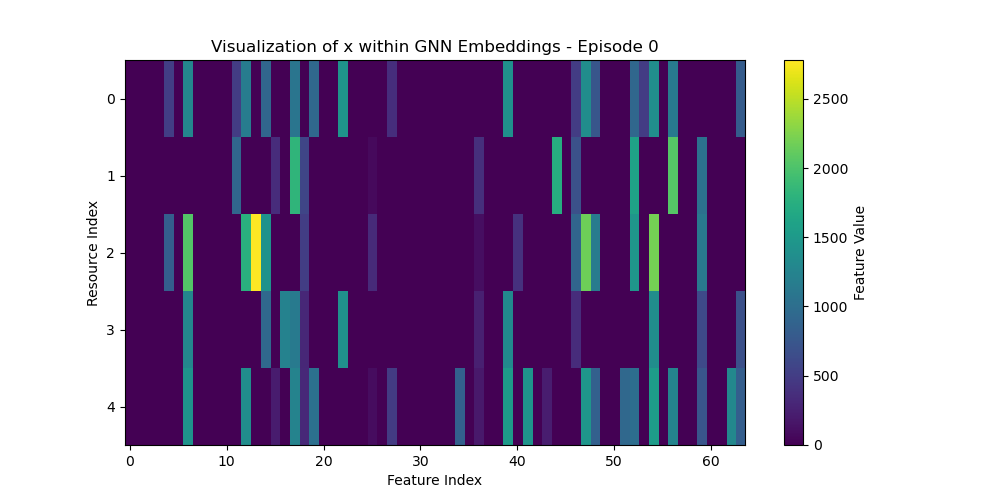 Visualization of x within GNN Embeddings - Episode 0
Resource Index
0
1
2
3
4
0 10 20 30 40 50 60
Feature Index
2500
2000
1500
1000
500
0
Feature Value